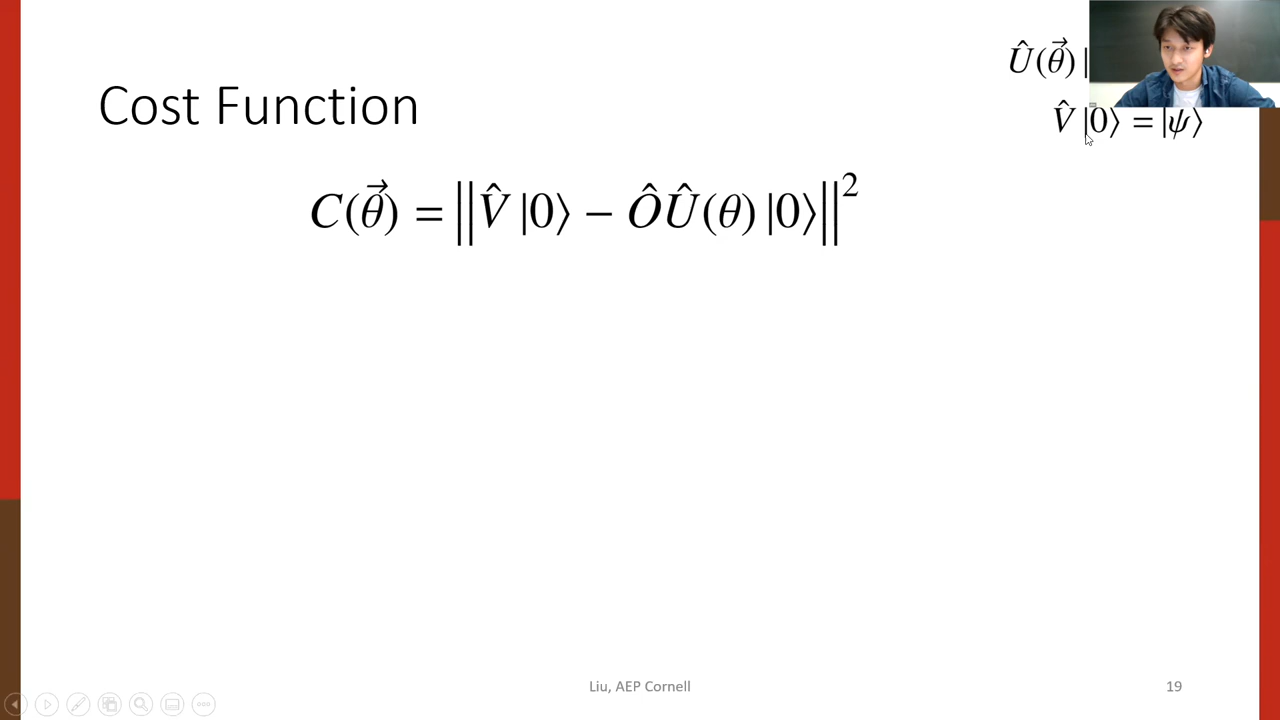 Û(θ⃗) |
V̂ |0⟩ = |ψ⟩
Cost Function
C(θ⃗) = ||V̂ |0⟩ − ÔÛ(θ) |0⟩||²
Liu, AEP Cornell
19